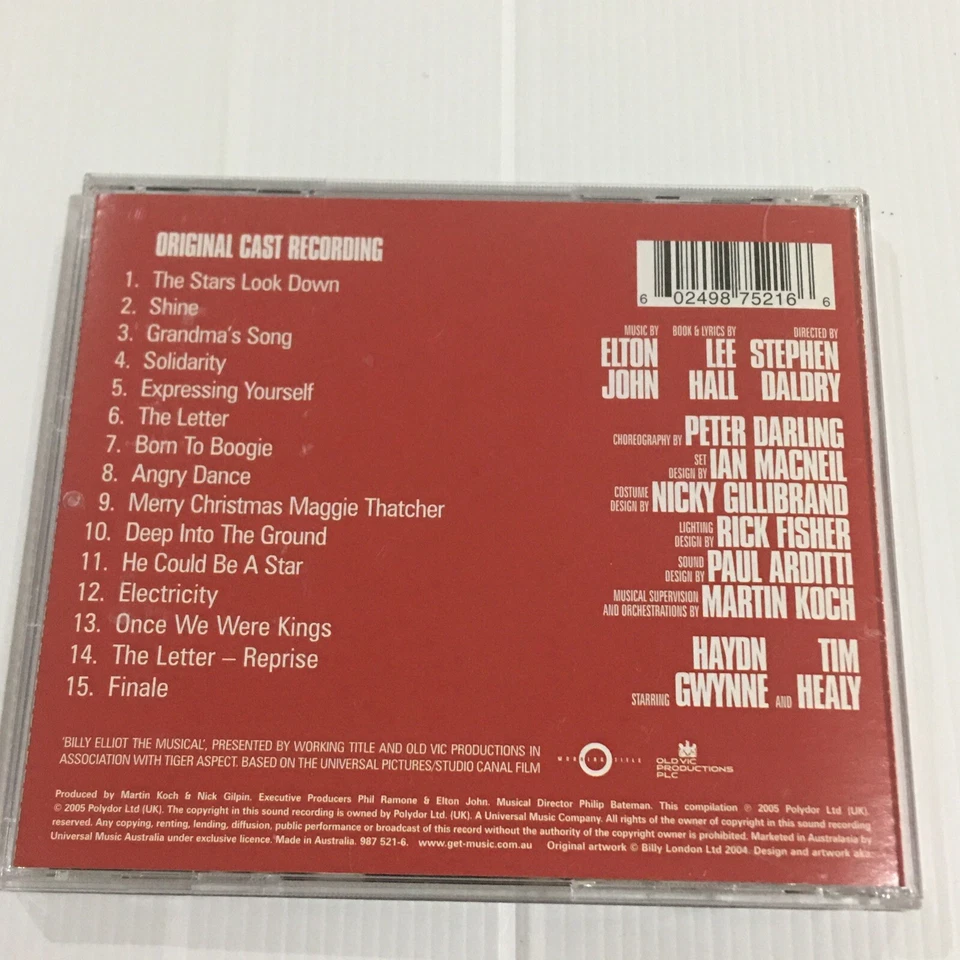 ORIGINAL CAST RECORDING
1. The Stars Look Down
2. Shine
3. Grandma's Song
4. Solidarity
5. Expressing Yourself
6. The Letter
7. Born To Boogie
8. Angry Dance
9. Merry Christmas Maggie Thatcher
10. Deep Into The Ground
11. He Could Be A Star
12. Electricity
13. Once We Were Kings
14. The Letter – Reprise
15. Finale
6 02498 75216 6
MUSIC BY ELTON JOHN
BOOK & LYRICS BY LEE HALL
DIRECTED BY STEPHEN DALDRY
CHOREOGRAPHY BY PETER DARLING
SET DESIGN BY IAN MACNEIL
COSTUME DESIGN BY NICKY GILLIBRAND
LIGHTING DESIGN BY RICK FISHER
SOUND DESIGN BY PAUL ARDITTI
MUSICAL SUPERVISION AND ORCHESTRATIONS BY MARTIN KOCH
STARRING HAYDN GWYNNE AND TIM HEALY
'BILLY ELLIOT THE MUSICAL', PRESENTED BY WORKING TITLE AND OLD VIC PRODUCTIONS IN
ASSOCIATION WITH TIGER ASPECT. BASED ON THE UNIVERSAL PICTURES/STUDIO CANAL FILM
WORKING TITLE
OLD VIC
PRODUCTIONS
PLC
Produced by Martin Koch & Nick Gilpin. Executive Producers Phil Ramone & Elton John. Musical Director Philip Bateman. This compilation ℗ 2005 Polydor Ltd (UK).
© 2005 Polydor Ltd (UK). The copyright in this sound recording is owned by Polydor Ltd. (UK). A Universal Music Company. All rights of the owner of copyright in this sound recording
reserved. Any copying, renting, lending, diffusion, public performance or broadcast of this record without the authority of the copyright owner is prohibited. Marketed in Australasia by
Universal Music Australia under exclusive licence. Made in Australia. 987 521-6. www.get-music.com.au Original artwork © Billy London Ltd 2004. Design and artwork aka.